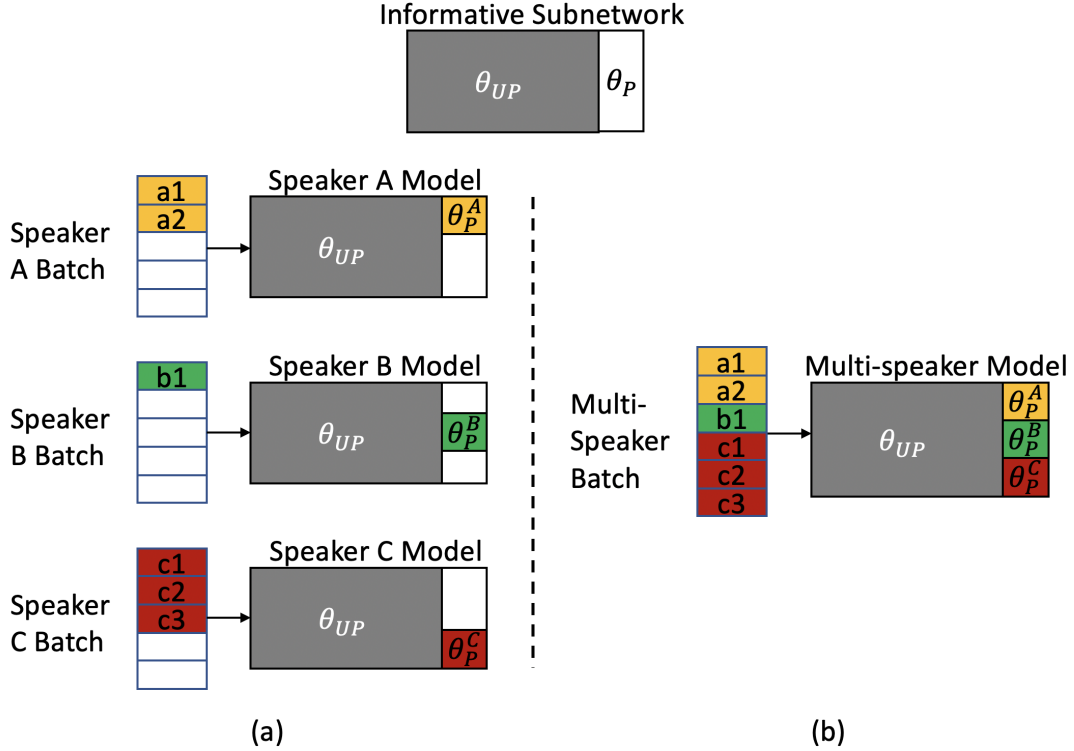 Informative Subnetwork
θ_UP
θ_P
Speaker A Model
a1
a2
Speaker
A Batch
θ_UP
θ_P^A
Speaker B Model
b1
Speaker
B Batch
θ_UP
θ_P^B
Speaker C Model
c1
c2
c3
Speaker
C Batch
θ_UP
θ_P^C
(a)
Multi-
Speaker
Batch
a1
a2
b1
c1
c2
c3
Multi-speaker Model
θ_UP
θ_P^A
θ_P^B
θ_P^C
(b)